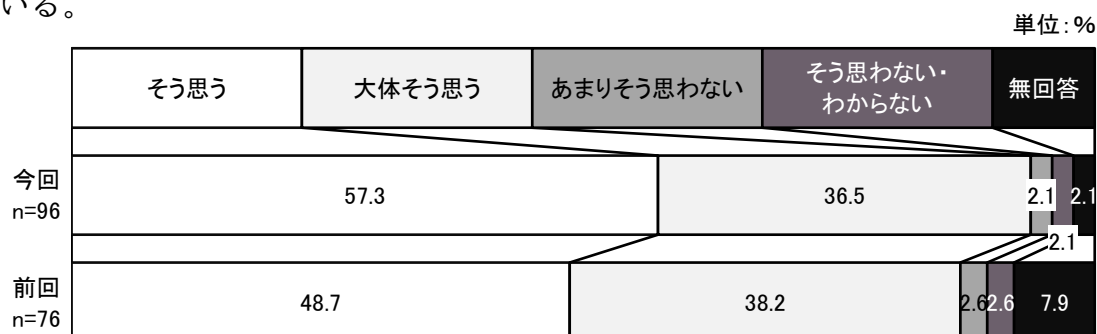 いる。
単位：％
そう思う
大体そう思う
あまりそう思わない
そう思わない・
わからない
無回答
今回
n=96
57.3
36.5
2.1
2.1
2.1
前回
n=76
48.7
38.2
2.6
2.6
7.9